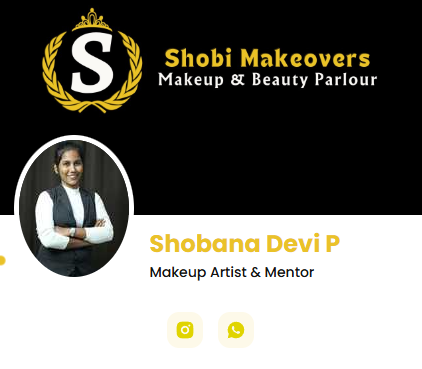 S
Shobi Makeovers
Makeup & Beauty Parlour
Shobana Devi P
Makeup Artist & Mentor